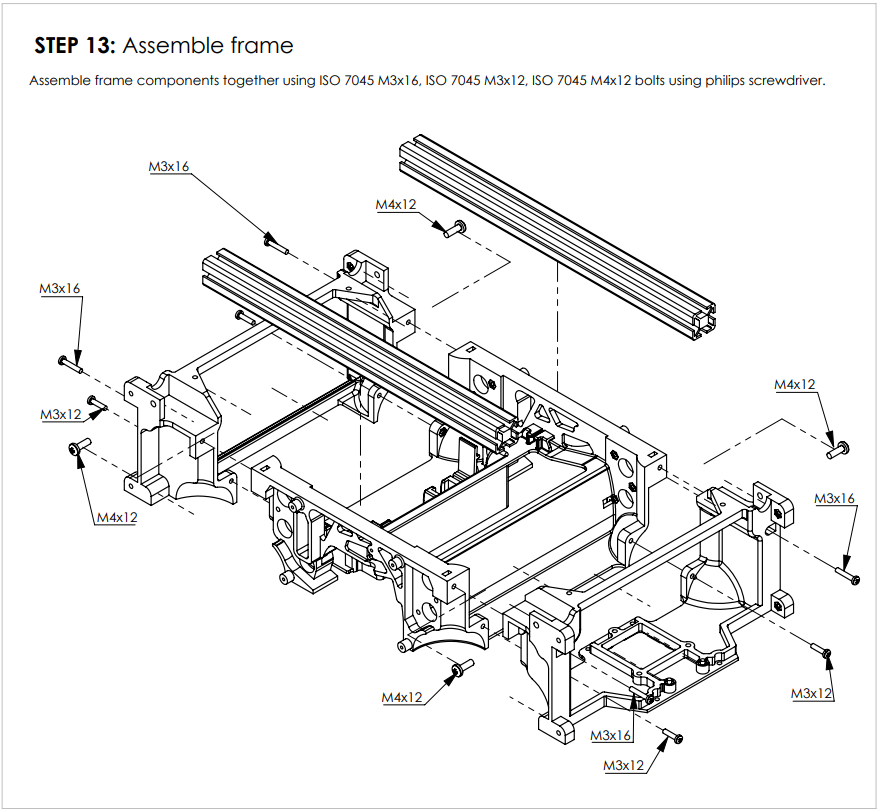 STEP 13: Assemble frame
Assemble frame components together using ISO 7045 M3x16, ISO 7045 M3x12, ISO 7045 M4x12 bolts using philips screwdriver.
M3x16
M4x12
M3x16
M4x12
M3x12
M3x16
M4x12
M3x12
M4x12
M3x16
M3x12